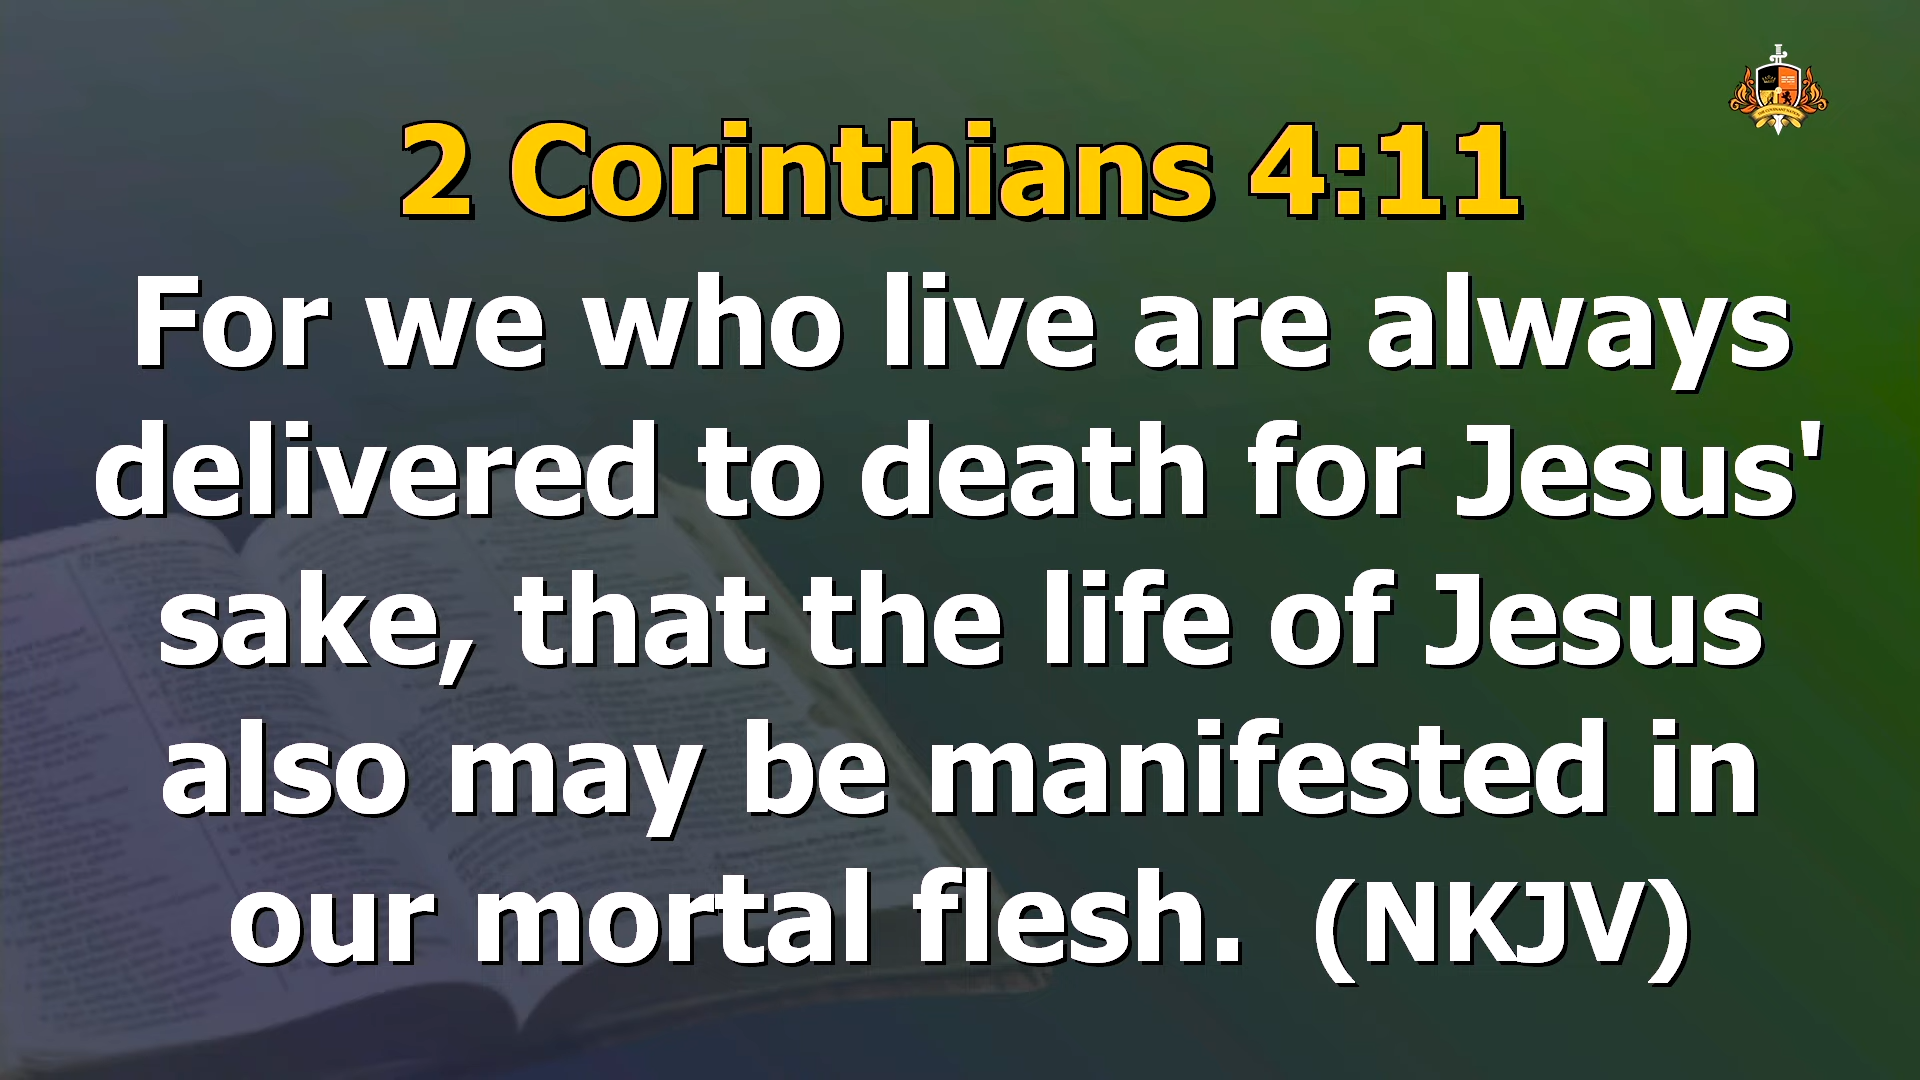 2 Corinthians 4:11
For we who live are always
delivered to death for Jesus'
sake, that the life of Jesus
also may be manifested in
our mortal flesh.  (NKJV)